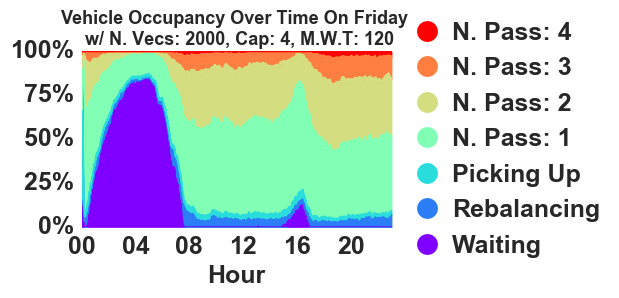 Vehicle Occupancy Over Time On Friday
w/ N. Vecs: 2000, Cap: 4, M.W.T: 120
100%
75%
50%
25%
0%
00 04 08 12 16 20
Hour
N. Pass: 4
N. Pass: 3
N. Pass: 2
N. Pass: 1
Picking Up
Rebalancing
Waiting